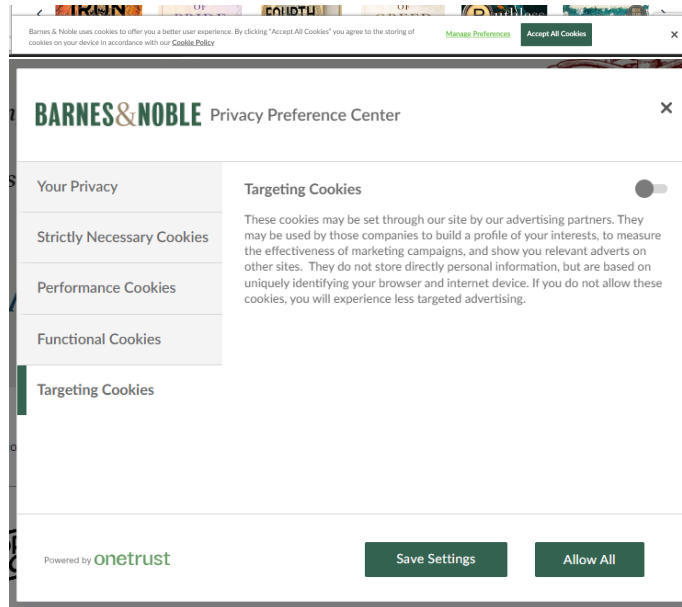 OF
OF
FOURTH
Barnes & Noble uses cookies to offer you a better user experience. By clicking "Accept All Cookies" you agree to the storing of
cookies on your device in accordance with our Cookie Policy
Manage Preferences
Accept All Cookies
BARNES&NOBLE Privacy Preference Center
Your Privacy
Strictly Necessary Cookies
Performance Cookies
Functional Cookies
Targeting Cookies
Targeting Cookies
These cookies may be set through our site by our advertising partners. They
may be used by those companies to build a profile of your interests, to measure
the effectiveness of marketing campaigns, and show you relevant adverts on
other sites. They do not store directly personal information, but are based on
uniquely identifying your browser and internet device. If you do not allow these
cookies, you will experience less targeted advertising.
Powered by onetrust
Save Settings
Allow All